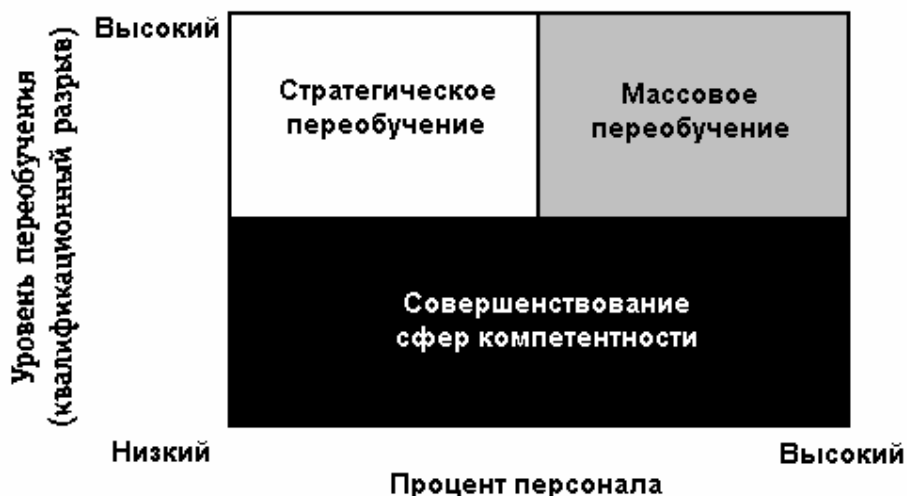 Высокий
Уровень переобучения
(квалификационный разрыв)
Стратегическое
переобучение
Массовое
переобучение
Совершенствование
сфер компетентности
Низкий
Высокий
Процент персонала